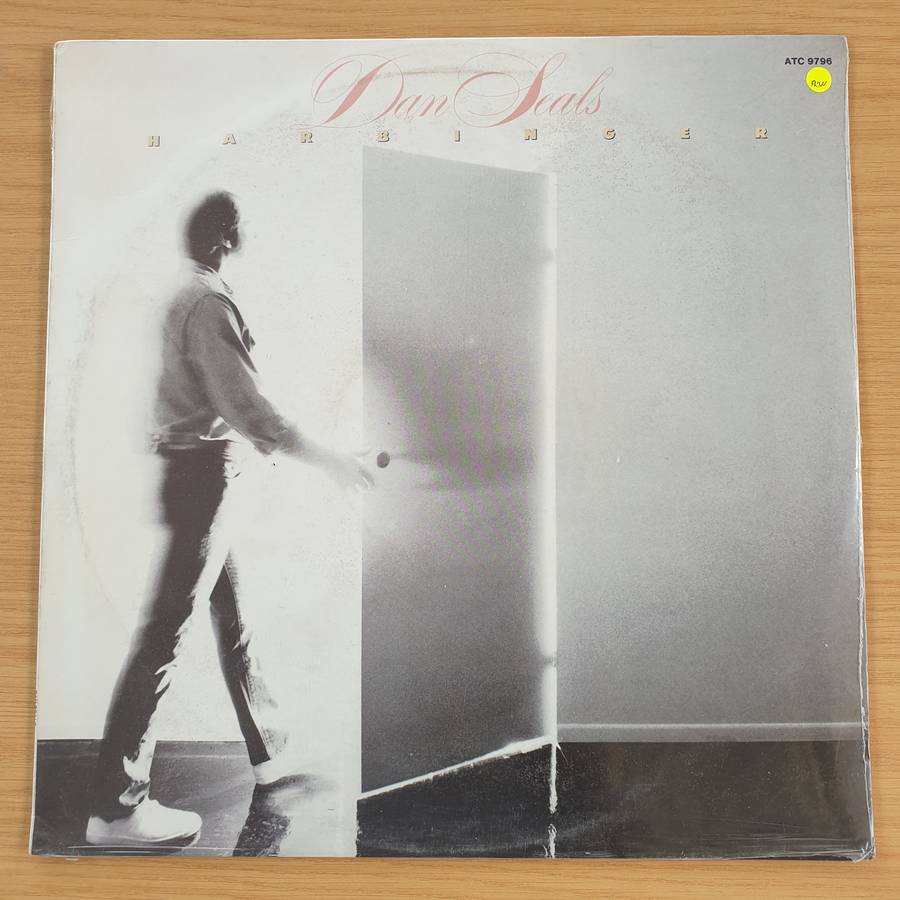 ATC 9796
Dan Seals
HARBINGER